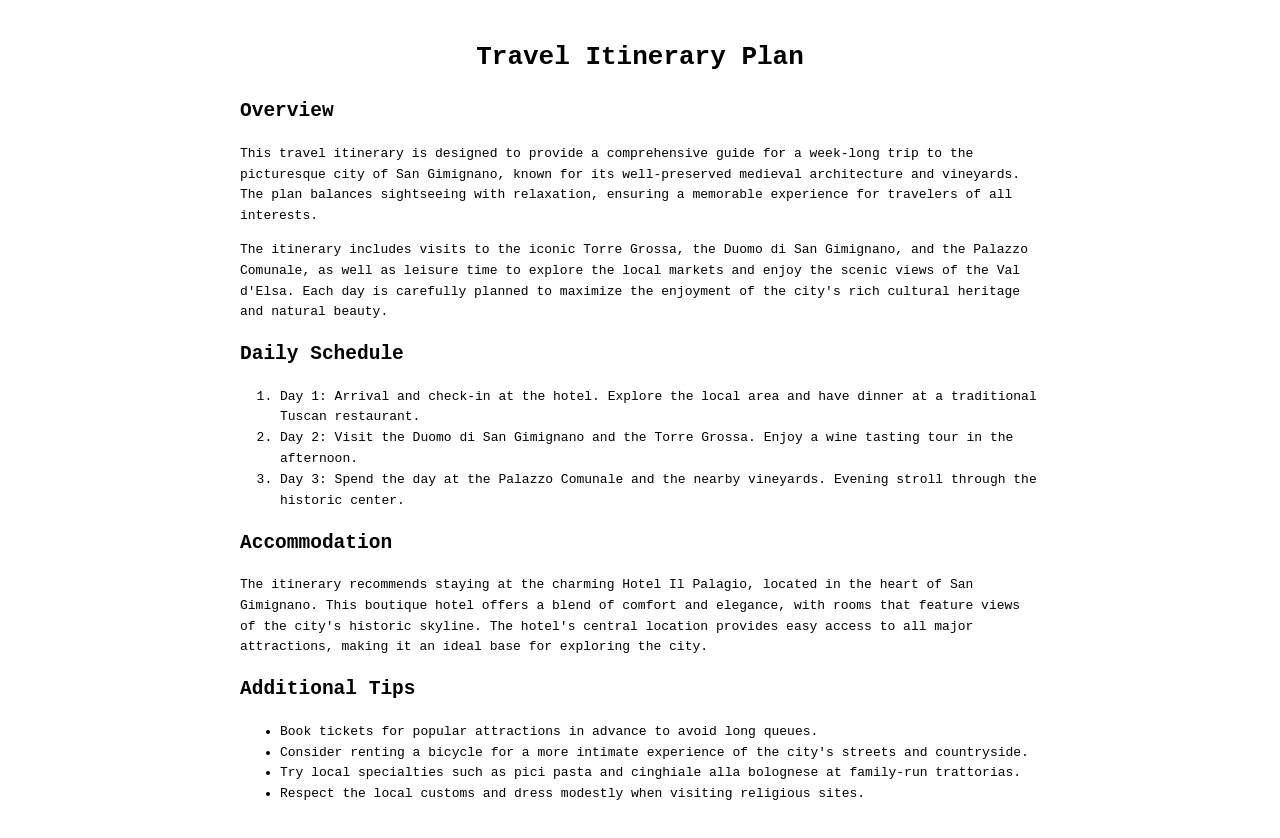 Travel Itinerary Plan
Overview
This travel itinerary is designed to provide a comprehensive guide for a week-long trip to the
picturesque city of San Gimignano, known for its well-preserved medieval architecture and vineyards.
The plan balances sightseeing with relaxation, ensuring a memorable experience for travelers of all
interests.
The itinerary includes visits to the iconic Torre Grossa, the Duomo di San Gimignano, and the Palazzo
Comunale, as well as leisure time to explore the local markets and enjoy the scenic views of the Val
d'Elsa. Each day is carefully planned to maximize the enjoyment of the city's rich cultural heritage
and natural beauty.
Daily Schedule
1. Day 1: Arrival and check-in at the hotel. Explore the local area and have dinner at a traditional
Tuscan restaurant.
2. Day 2: Visit the Duomo di San Gimignano and the Torre Grossa. Enjoy a wine tasting tour in the
afternoon.
3. Day 3: Spend the day at the Palazzo Comunale and the nearby vineyards. Evening stroll through the
historic center.
Accommodation
The itinerary recommends staying at the charming Hotel Il Palagio, located in the heart of San
Gimignano. This boutique hotel offers a blend of comfort and elegance, with rooms that feature views
of the city's historic skyline. The hotel's central location provides easy access to all major
attractions, making it an ideal base for exploring the city.
Additional Tips
• Book tickets for popular attractions in advance to avoid long queues.
• Consider renting a bicycle for a more intimate experience of the city's streets and countryside.
• Try local specialties such as pici pasta and cinghiale alla bolognese at family-run trattorias.
• Respect the local customs and dress modestly when visiting religious sites.